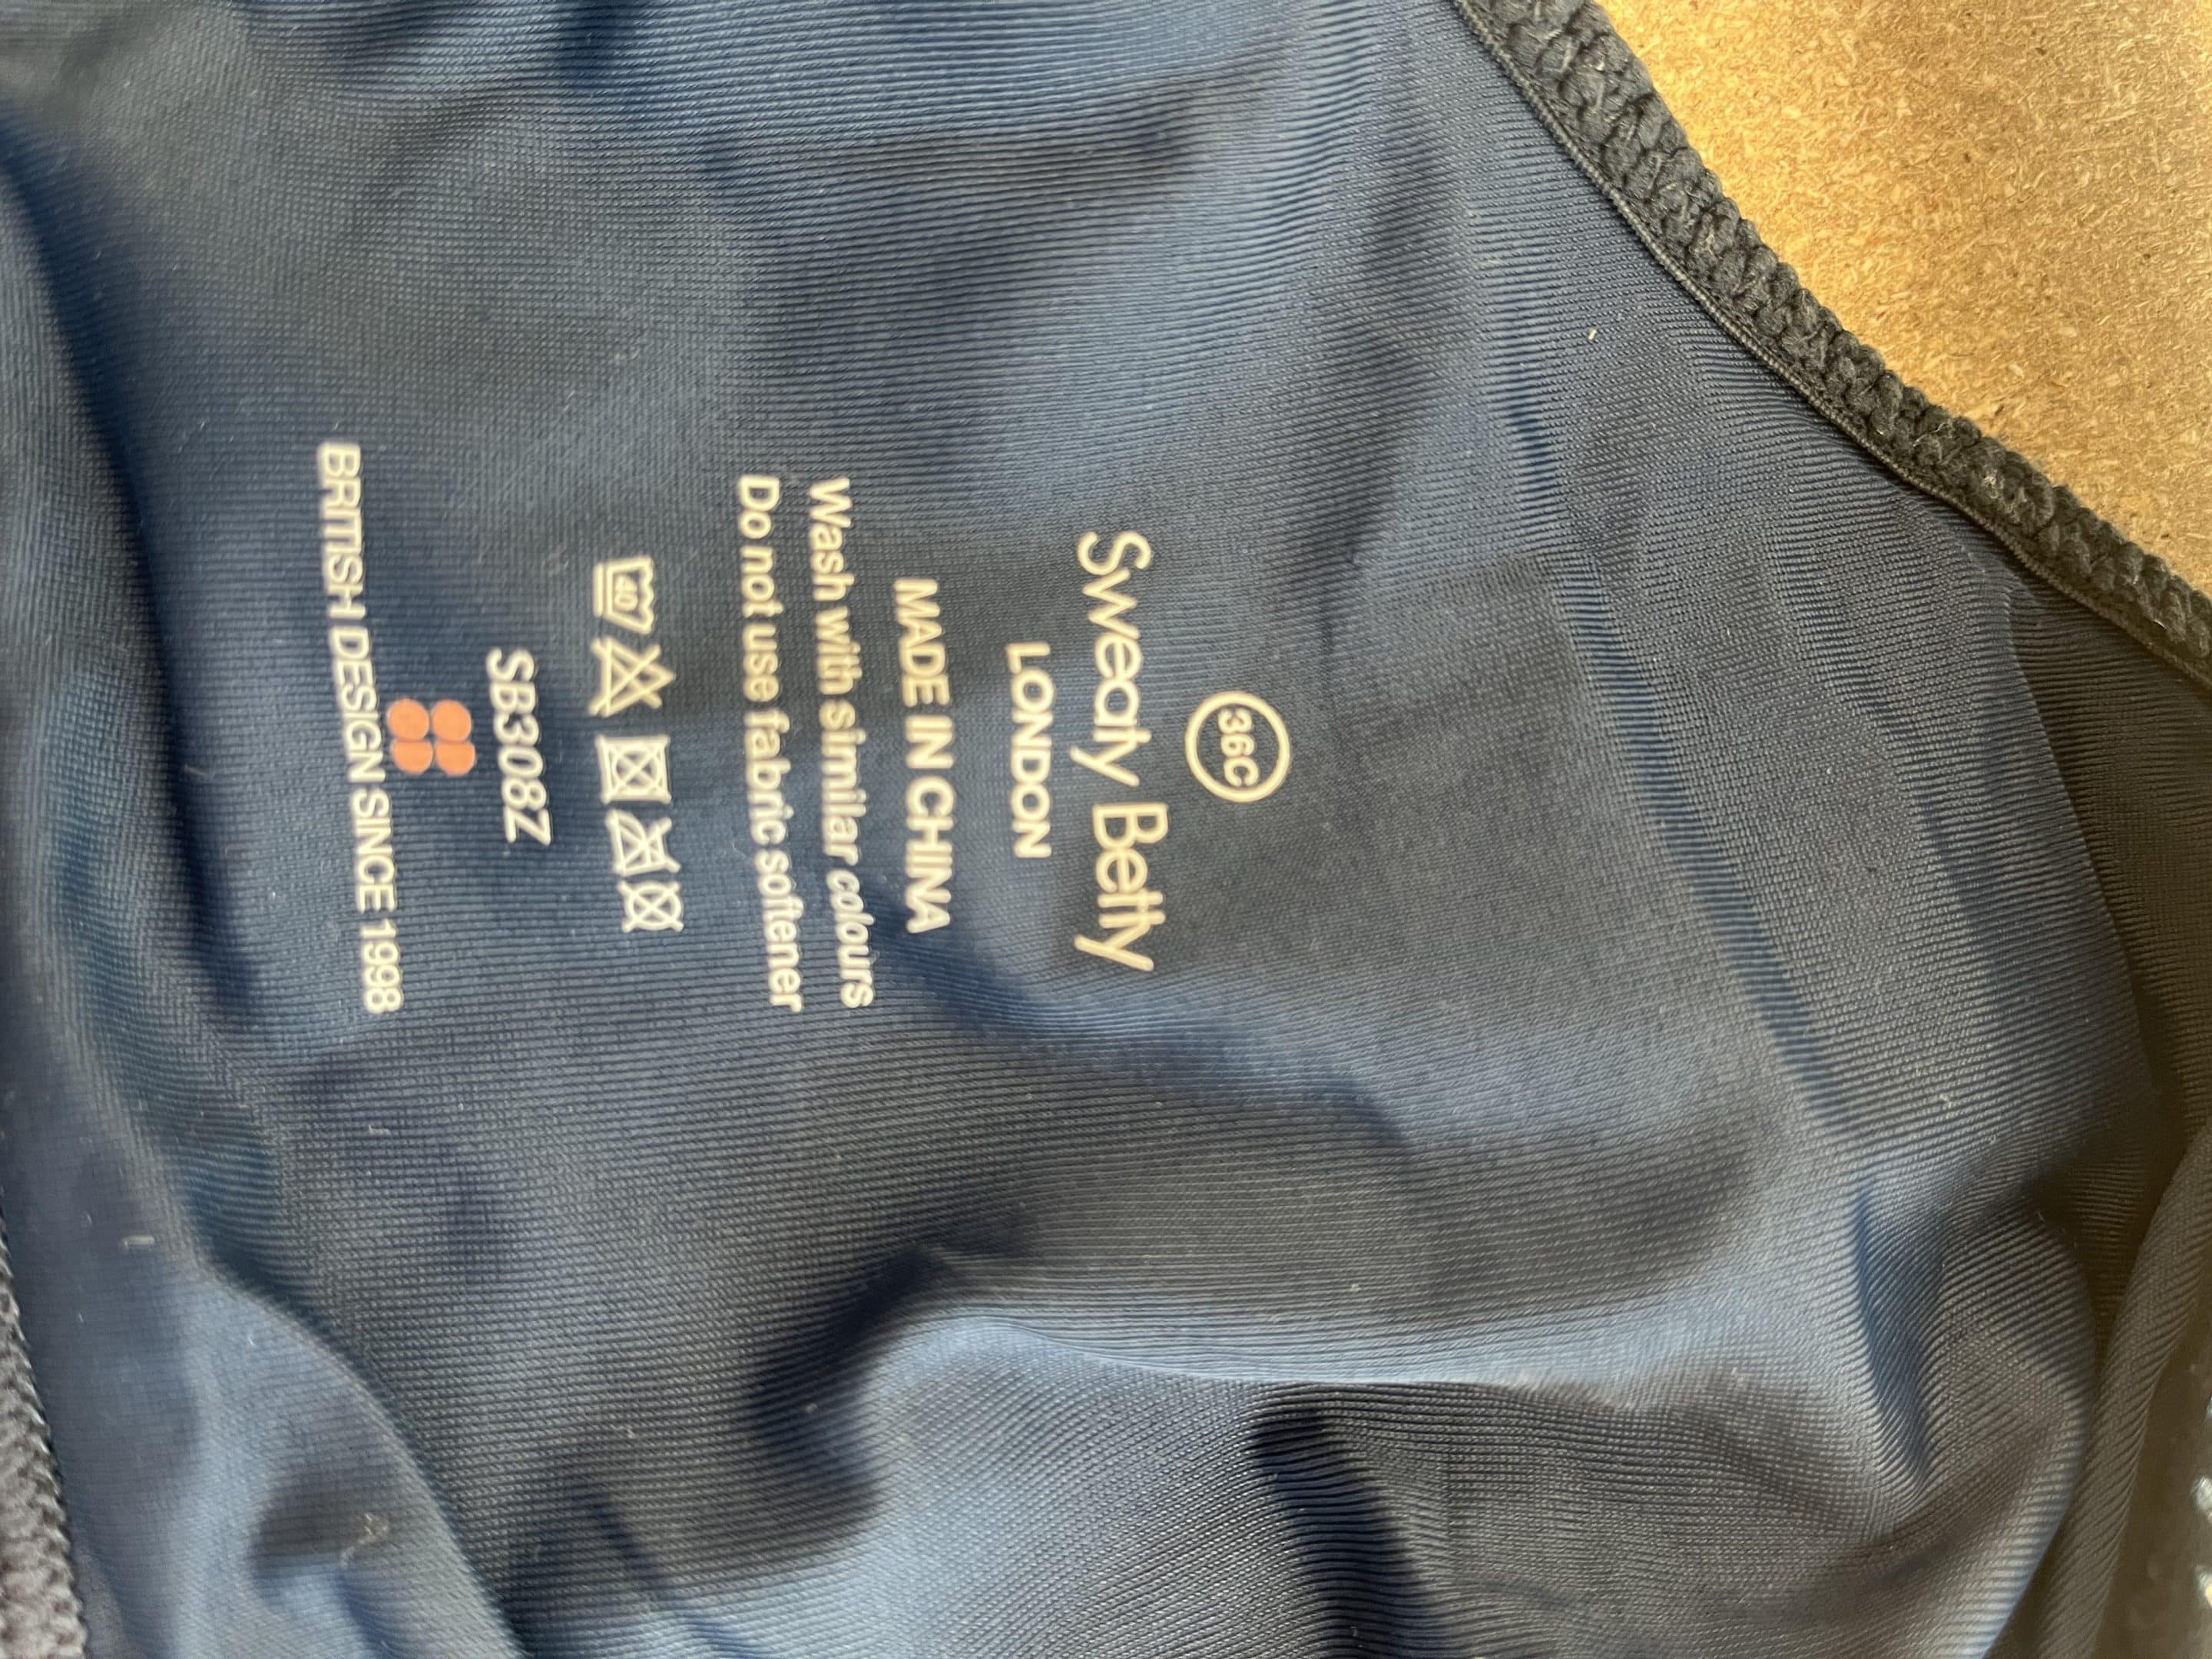 36C
Sweaty Betty
LONDON
MADE IN CHINA
Wash with similar colours
Do not use fabric softener
40
SB308Z
BRITISH DESIGN SINCE 1998